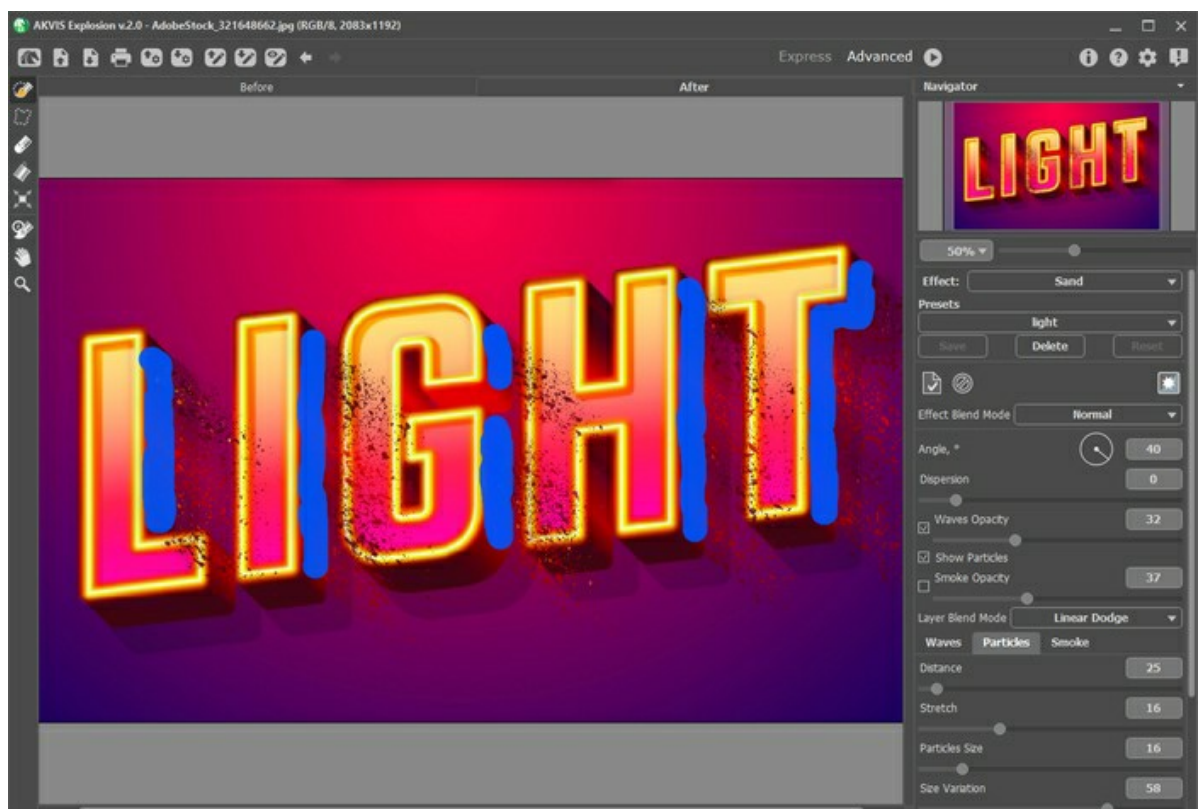 AKVIS Explosion v.2.0 - AdobeStock_321648662.jpg (RGB/8, 2083x1192)
Express Advanced
Before After
Navigator
LIGHT
50%
Effect: Sand
Presets
light
Save Delete Reset
Effect Blend Mode Normal
Angle, ° 40
Dispersion 0
Waves Opacity 32
Show Particles
Smoke Opacity 37
Layer Blend Mode Linear Dodge
Waves Particles Smoke
Distance 25
Stretch 16
Particles Size 16
Size Variation 58
LIGHT